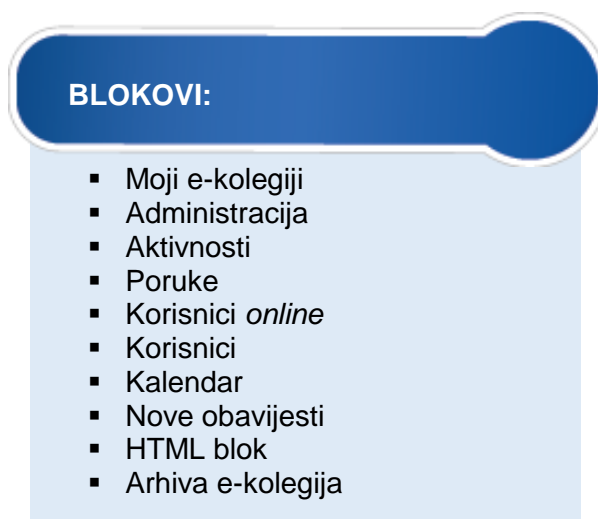 BLOKOVI:
▪ Moji e-kolegiji
▪ Administracija
▪ Aktivnosti
▪ Poruke
▪ Korisnici online
▪ Korisnici
▪ Kalendar
▪ Nove obavijesti
▪ HTML blok
▪ Arhiva e-kolegija